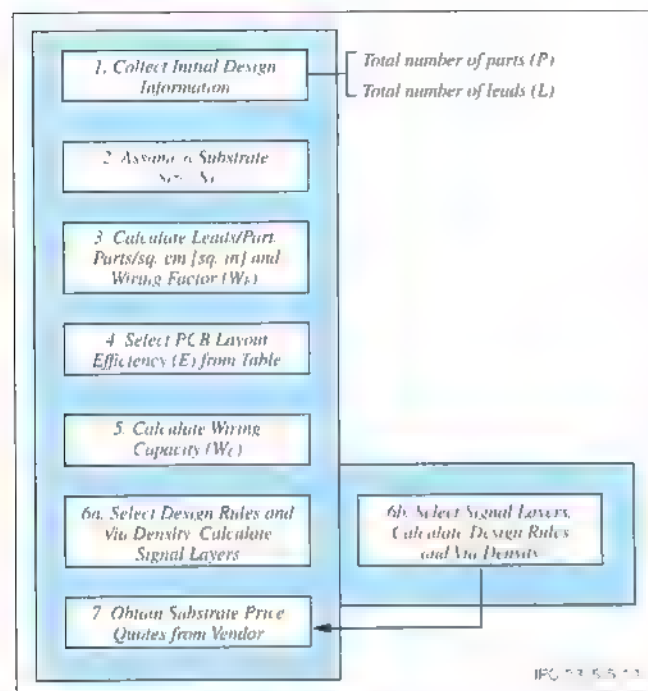 1. Collect Initial Design
Information
Total number of parts (P)
Total number of leads (L)
2 Assume a Substrate
3 Calculate Leads/Part
Parts/sq. cm [sq. in] and
Wiring Factor (Wf)
4 Select PCB Layout
Efficiency (E) from Table
5. Calculate Wiring
Capacity (Wc)
6a. Select Design Rules and
via Density. Calculate
Signal Layers
6b. Select Signal Layers,
Calculate Design Rules
and Via Density
7 Obtain Substrate Price
Quotes from Vendor
IPC